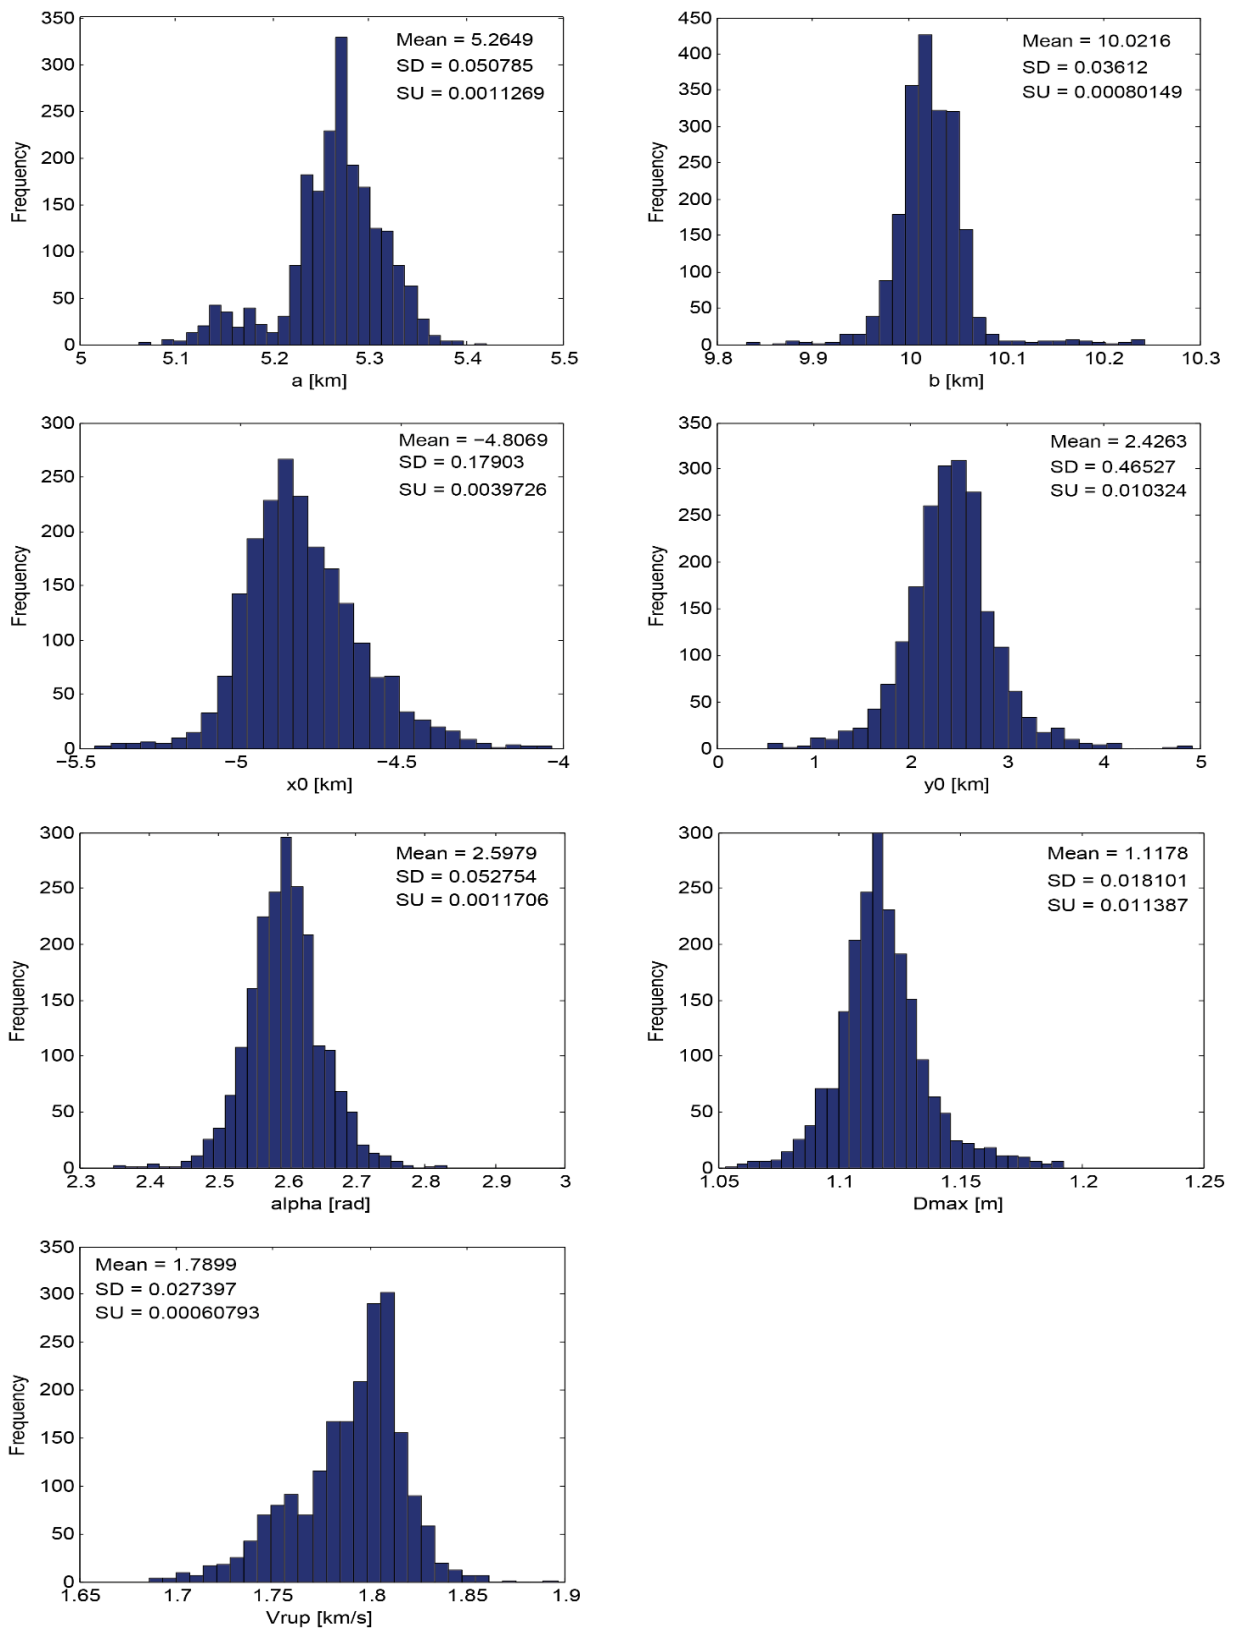 350
300
250
200
150
100
50
0
Frequency
Mean = 5.2649
SD = 0.050785
SU = 0.0011269
5 5.1 5.2 5.3 5.4 5.5
a [km]
450
400
350
300
250
200
150
100
50
0
Frequency
Mean = 10.0216
SD = 0.03612
SU = 0.00080149
9.8 9.9 10 10.1 10.2 10.3
b [km]
300
250
200
150
100
50
0
Frequency
Mean = −4.8069
SD = 0.17903
SU = 0.0039726
−5.5 −5 −4.5 −4
x0 [km]
350
300
250
200
150
100
50
0
Frequency
Mean = 2.4263
SD = 0.46527
SU = 0.010324
0 1 2 3 4 5
y0 [km]
300
250
200
150
100
50
0
Frequency
Mean = 2.5979
SD = 0.052754
SU = 0.0011706
2.3 2.4 2.5 2.6 2.7 2.8 2.9 3
alpha [rad]
300
250
200
150
100
50
0
Frequency
Mean = 1.1178
SD = 0.018101
SU = 0.011387
1.05 1.1 1.15 1.2 1.25
Dmax [m]
350
300
250
200
150
100
50
0
Frequency
Mean = 1.7899
SD = 0.027397
SU = 0.00060793
1.65 1.7 1.75 1.8 1.85 1.9
Vrup [km/s]